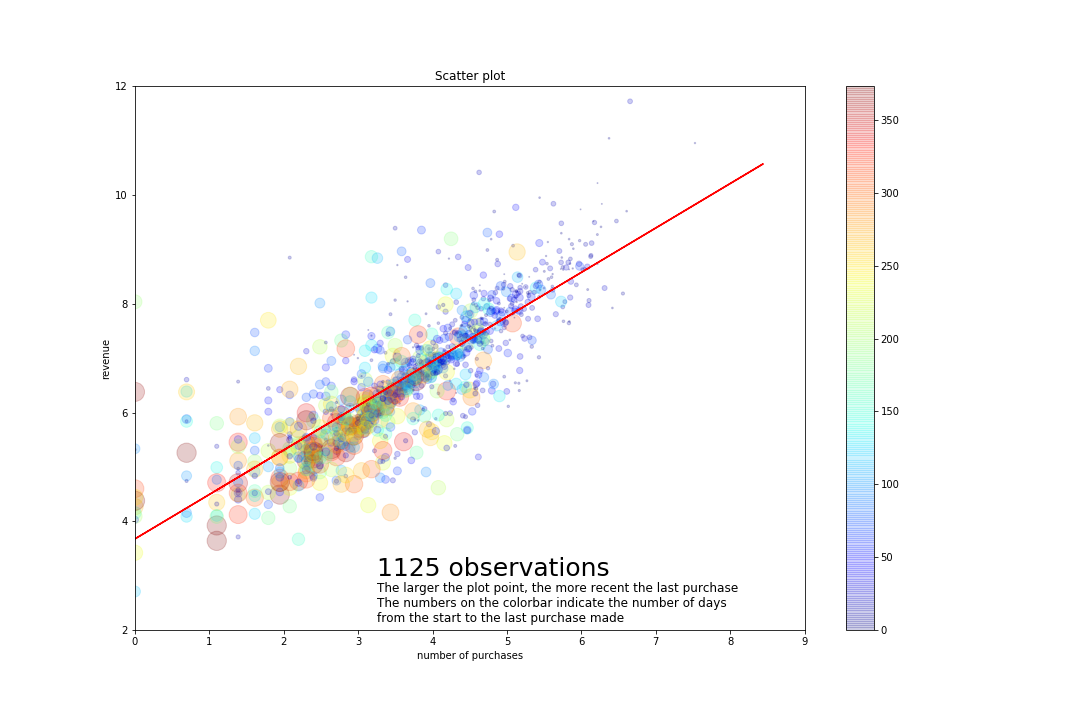 Scatter plot
12
10
8
6
4
2
revenue
0 1 2 3 4 5 6 7 8 9
number of purchases
1125 observations
The larger the plot point, the more recent the last purchase
The numbers on the colorbar indicate the number of days
from the start to the last purchase made
350
300
250
200
150
100
50
0